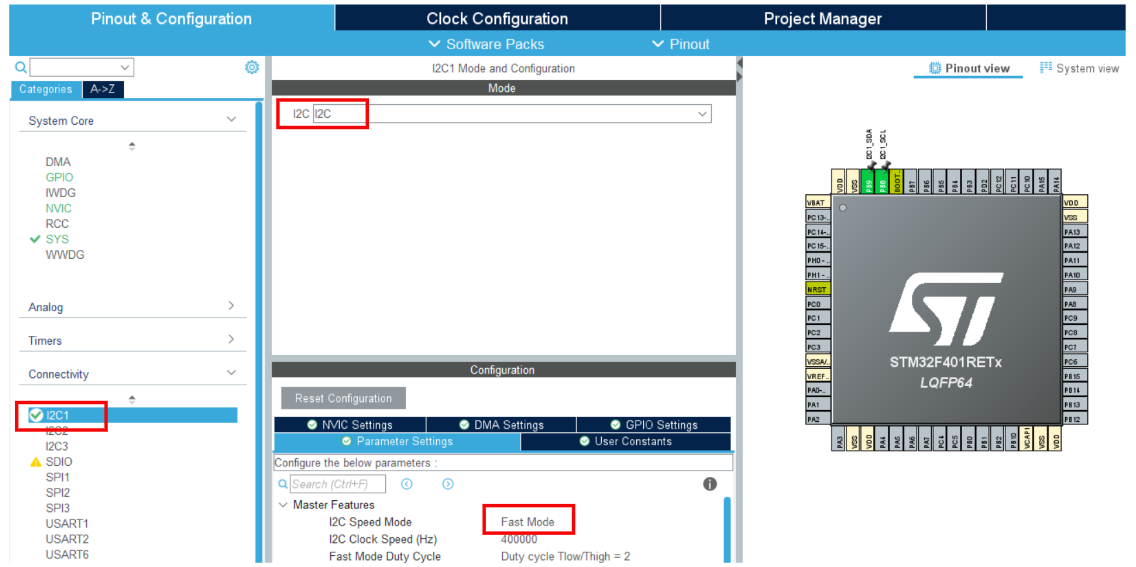 Pinout & Configuration
Clock Configuration
Project Manager
Software Packs
Pinout
Categories
A->Z
System Core
DMA
GPIO
IWDG
NVIC
RCC
SYS
WWDG
Analog
Timers
Connectivity
I2C1
I2C2
I2C3
SDIO
SPI1
SPI2
SPI3
USART1
USART2
USART6
I2C1 Mode and Configuration
Mode
I2C I2C
Configuration
Reset Configuration
NVIC Settings
DMA Settings
GPIO Settings
Parameter Settings
User Constants
Configure the below parameters :
Search (Ctrl+F)
Master Features
I2C Speed Mode Fast Mode
I2C Clock Speed (Hz) 400000
Fast Mode Duty Cycle Duty cycle Tlow/Thigh = 2
Pinout view
System view
I2C1_SDA
I2C1_SCL
VDD
VSS
PB9
PB8
BOOT..
PB7
PB6
PB5
PB4
PB3
PD2
PC12
PC11
PC10
PA15
PA14
VBAT
PC13-..
PC14-..
PC15-..
PH0-..
PH1-..
NRST
PC0
PC1
PC2
PC3
VSSA/..
VREF..
PA0-..
PA1
PA2
VDD
VSS
PA13
PA12
PA11
PA10
PA9
PA8
PC9
PC8
PC7
PC6
PB15
PB14
PB13
PB12
ST
STM32F401RETx
LQFP64
PA3
VSS
VDD
PA4
PA5
PA6
PA7
PC4
PC5
PB0
PB1
PB2
PB10
VCAP1
VSS
VDD